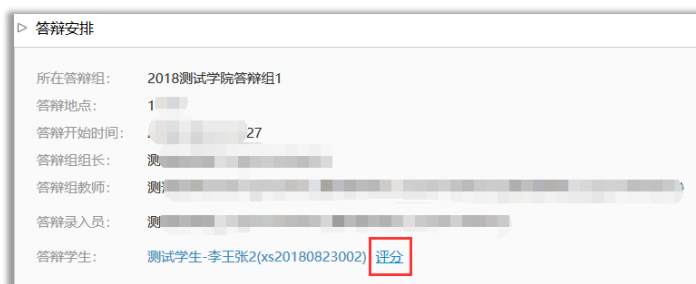 答辩安排
所在答辩组： 2018测试学院答辩组1
答辩地点： 1
答辩开始时间： 27
答辩组组长： 测
答辩组教师： 测
答辩录入员： 测
答辩学生： 测试学生-李王张2(xs20180823002) 评分